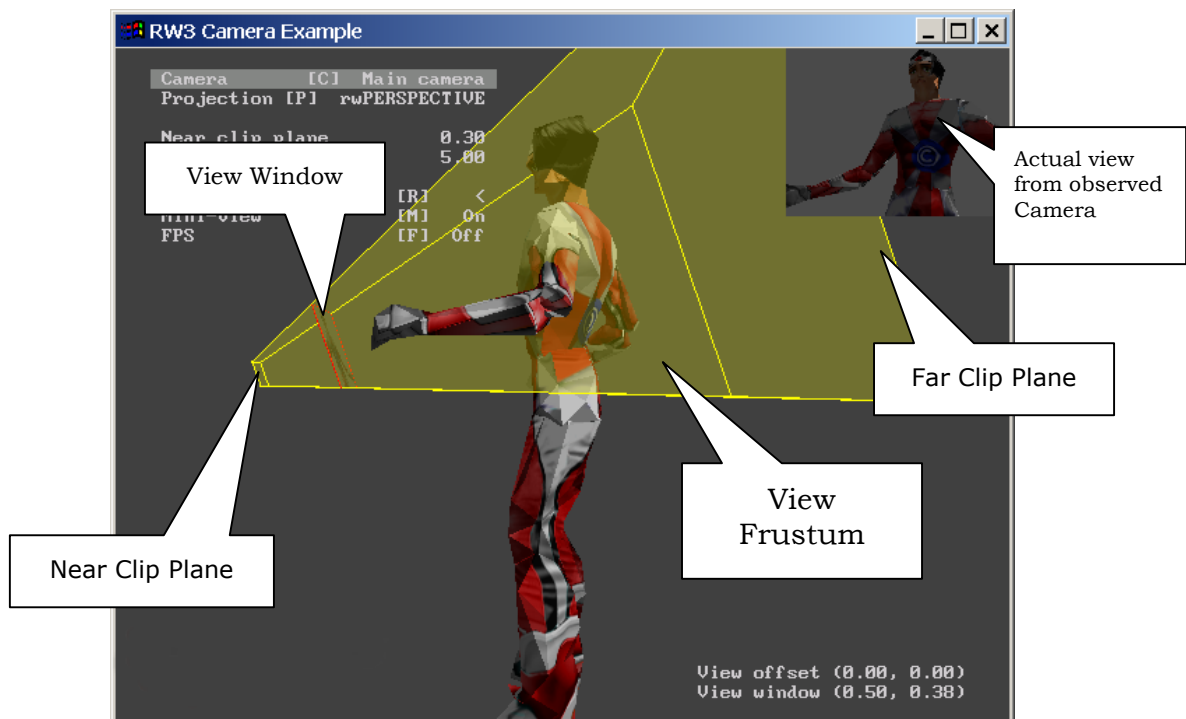 RW3 Camera Example
Camera [C] Main camera
Projection [P] rwPERSPECTIVE
Near clip plane 0.30
5.00
[R] <
Mini-view [M] On
FPS [F] Off
View Window
Actual view
from observed
Camera
Far Clip Plane
View
Frustum
Near Clip Plane
View offset (0.00, 0.00)
View window (0.50, 0.38)